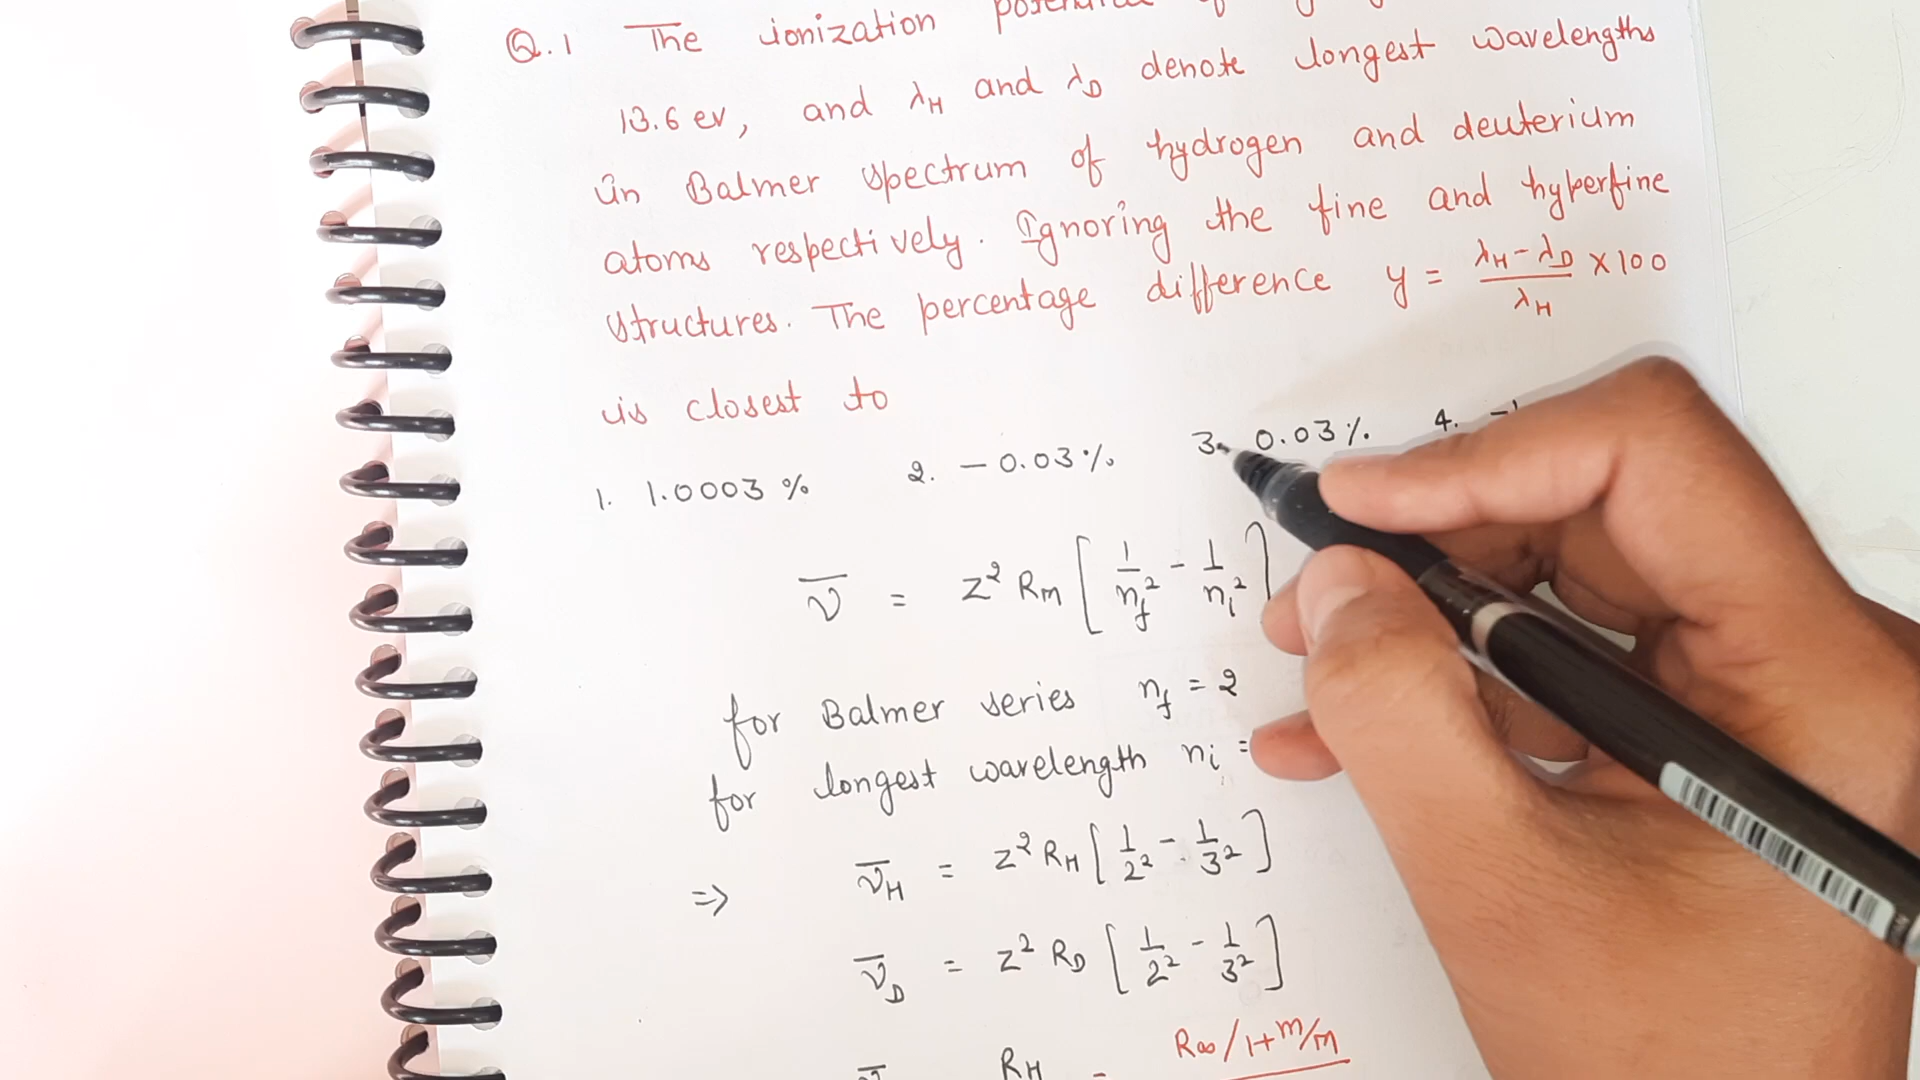 Q.1 The ionization potential of
13.6 ev, and λH and λD denote longest wavelengths
in Balmer spectrum of hydrogen and deuterium
atoms respectively. Ignoring the fine and hyperfine
structures. The percentage difference y = λH-λD/λH ×100
is closest to
1. 1.0003 % 2. -0.03% 3. 0.03% 4.
ν̅ = Z² Rm [1/nf² - 1/ni²]
for Balmer series nf = 2
for longest wavelength ni =
=> ν̅H = Z² RH [1/2² - 1/3²]
ν̅D = Z² RD [1/2² - 1/3²]
RH = R∞/1+m/m